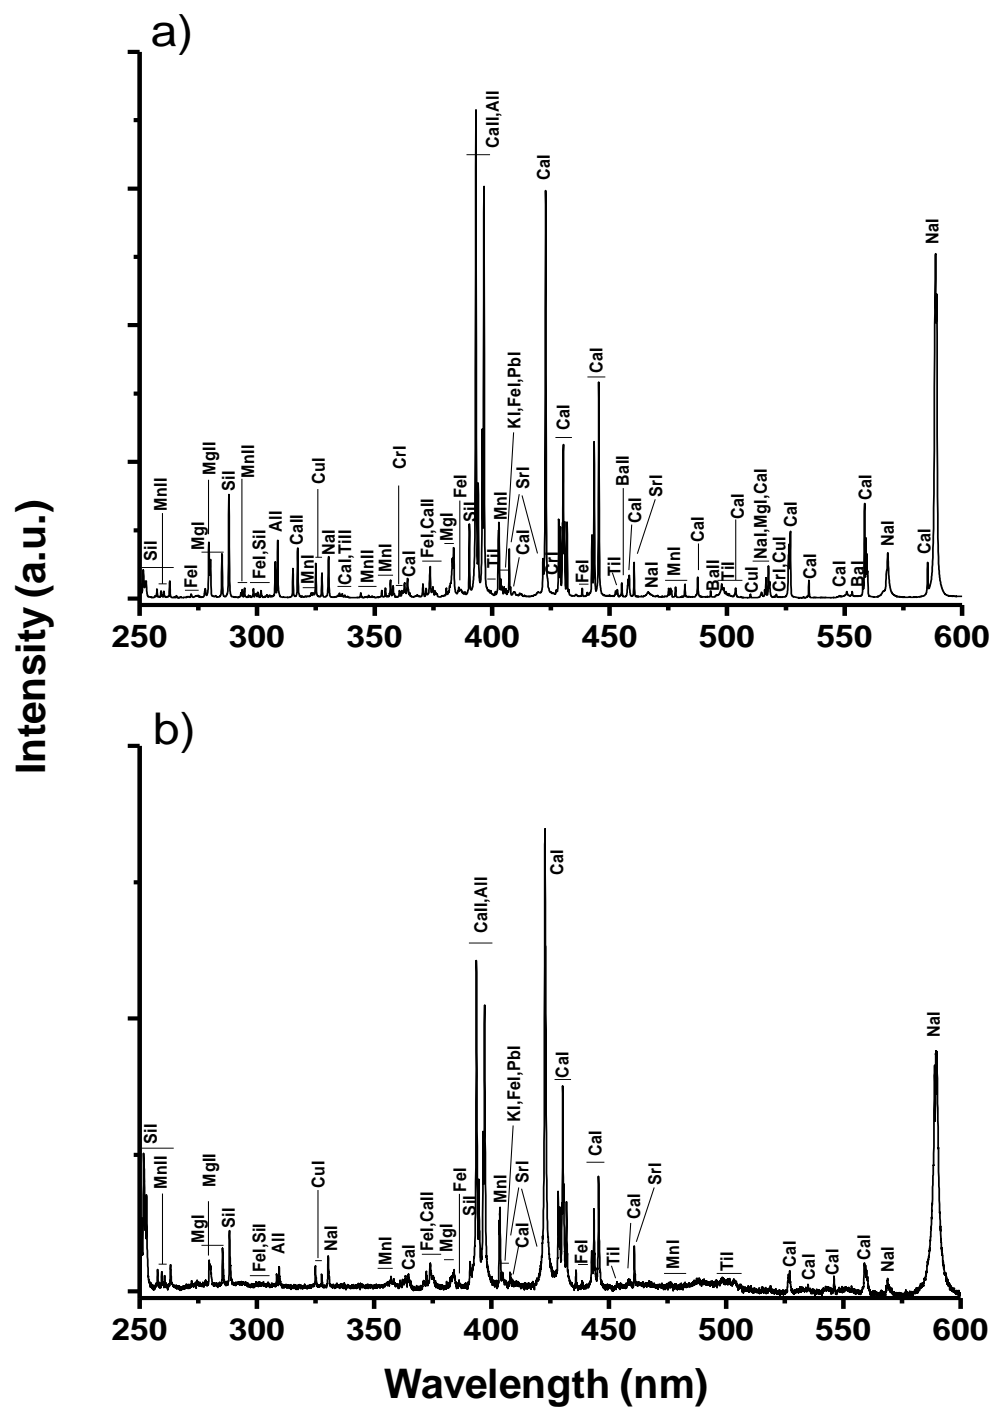 a)
SiI
MnII
FeI
MgI
MgII
SiI
MnII
FeI,SiI
AlI
CaII
MnI
CuI
NaI
CaI,TiII
MnII
MnI
CrI
CaI
FeI,CaII
MgI
FeI
SiI
CaII,AlI
TiI
MnI
KI,FeI,PbI
SrI
CaI
CaI
CrI
CaI
FeI
CaI
TiI
BaII
CaI
SrI
NaI
MnI
CaI
BaII
TiI
CaI
CuI
NaI,MgI,CaI
CrI,CuI
CaI
CaI
CaI
BaI
CaI
NaI
CaI
NaI
250 300 350 400 450 500 550 600
Intensity (a.u.)
b)
SiI
MnII
MgI
MgII
SiI
FeI,SiI
AlI
CuI
NaI
MnI
CaI
FeI,CaII
MgI
FeI
SiI
CaII,AlI
MnI
KI,FeI,PbI
SrI
CaI
CaI
CaI
FeI
CaI
TiI
CaI
SrI
MnI
TiI
CaI
CaI
CaI
CaI
NaI
NaI
250 300 350 400 450 500 550 600
Wavelength (nm)